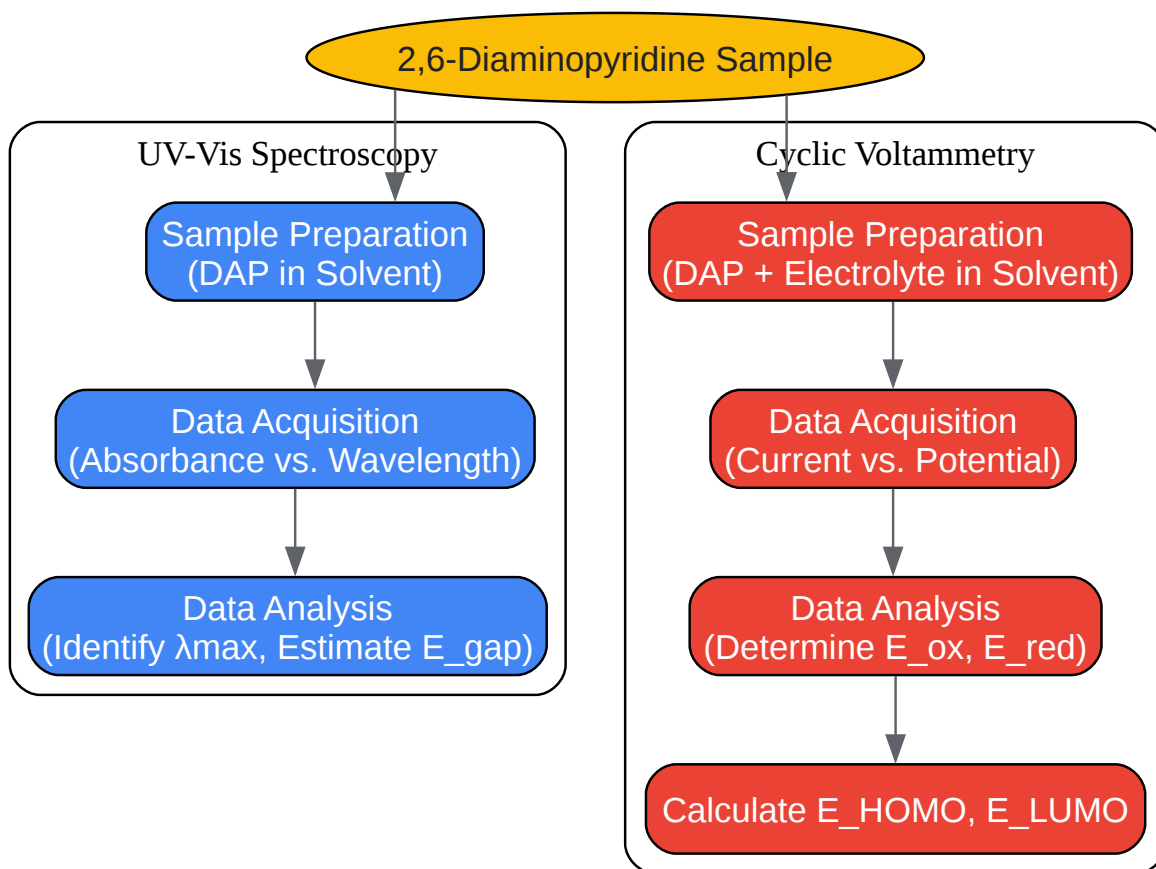 2,6-Diaminopyridine Sample
UV-Vis Spectroscopy
Sample Preparation
(DAP in Solvent)
Data Acquisition
(Absorbance vs. Wavelength)
Data Analysis
(Identify λmax, Estimate E_gap)
Cyclic Voltammetry
Sample Preparation
(DAP + Electrolyte in Solvent)
Data Acquisition
(Current vs. Potential)
Data Analysis
(Determine E_ox, E_red)
Calculate E_HOMO, E_LUMO